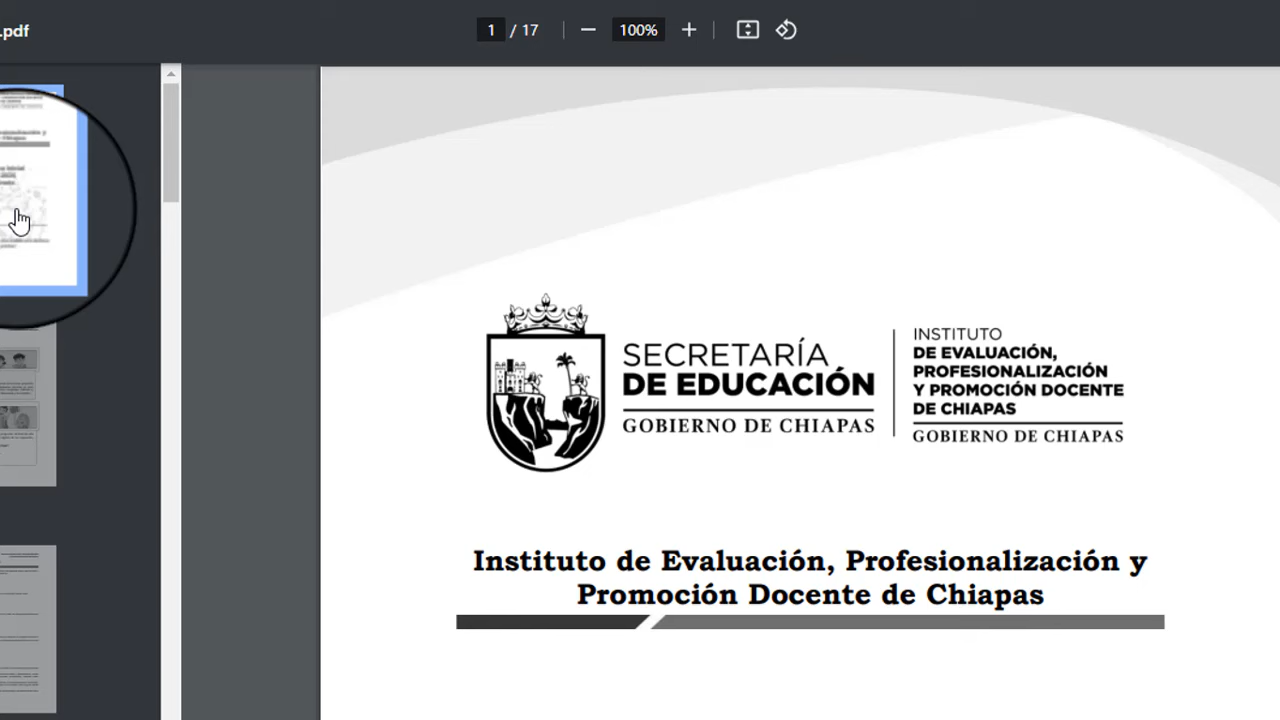 .pdf
1 / 17
100%
SECRETARÍA
DE EDUCACIÓN
GOBIERNO DE CHIAPAS
INSTITUTO
DE EVALUACIÓN,
PROFESIONALIZACIÓN
Y PROMOCIÓN DOCENTE
DE CHIAPAS
GOBIERNO DE CHIAPAS
Instituto de Evaluación, Profesionalización y
Promoción Docente de Chiapas